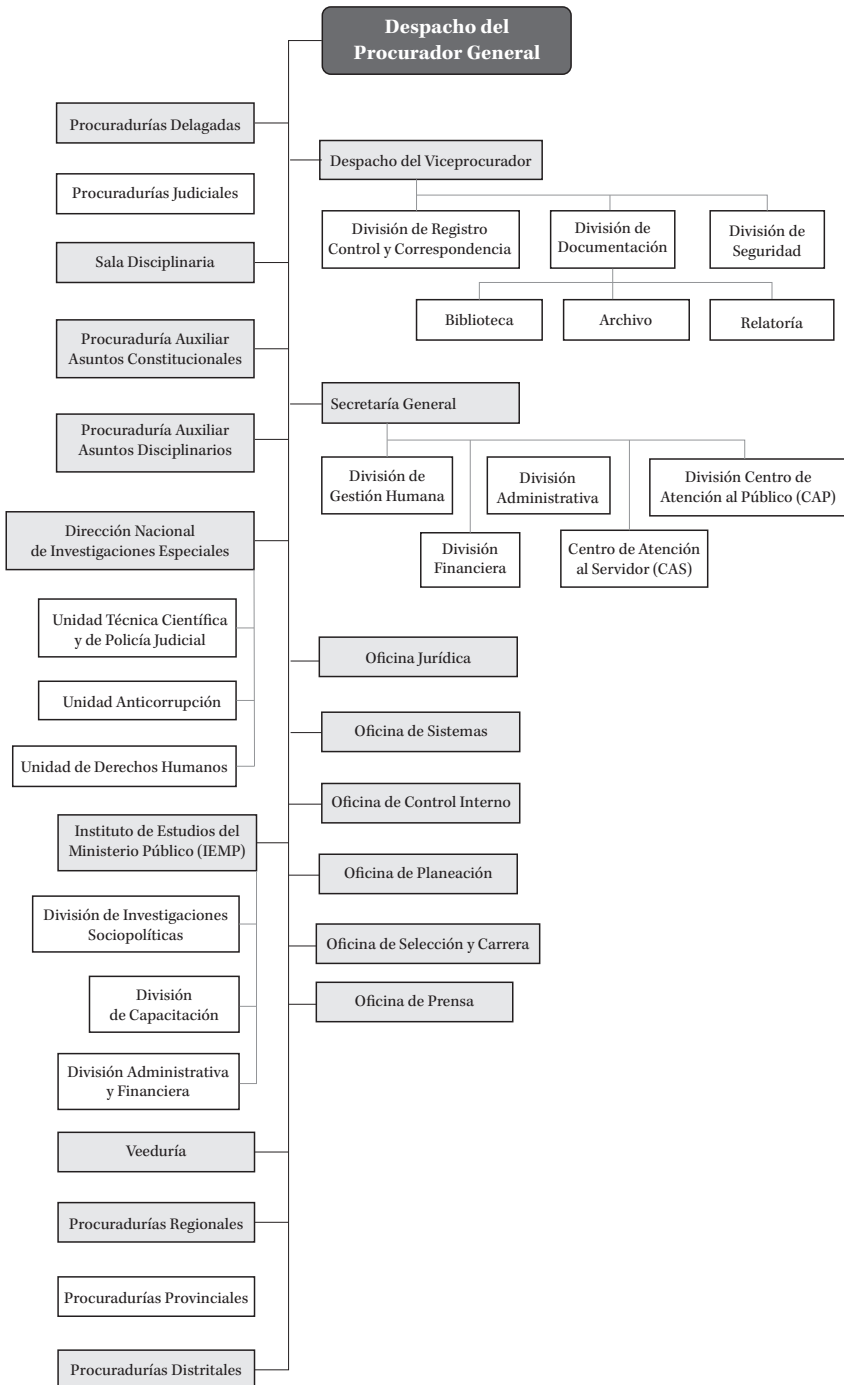 Despacho del
Procurador General
Procuradurías Delagadas
Despacho del Viceprocurador
Procuradurías Judiciales
División de Registro
Control y Correspondencia
División de
Documentación
División de
Seguridad
Sala Disciplinaria
Biblioteca
Archivo
Relatoría
Procuraduría Auxiliar
Asuntos Constitucionales
Secretaría General
Procuraduría Auxiliar
Asuntos Disciplinarios
División de
Gestión Humana
División
Administrativa
División Centro de
Atención al Público (CAP)
Dirección Nacional
de Investigaciones Especiales
División
Financiera
Centro de Atención
al Servidor (CAS)
Unidad Técnica Científica
y de Policía Judicial
Oficina Jurídica
Unidad Anticorrupción
Oficina de Sistemas
Unidad de Derechos Humanos
Oficina de Control Interno
Instituto de Estudios del
Ministerio Público (IEMP)
Oficina de Planeación
División de Investigaciones
Sociopolíticas
Oficina de Selección y Carrera
División
de Capacitación
Oficina de Prensa
División Administrativa
y Financiera
Veeduría
Procuradurías Regionales
Procuradurías Provinciales
Procuradurías Distritales